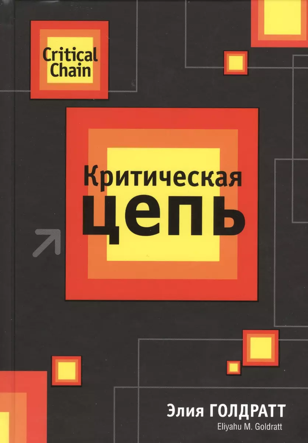 Critical
Chain
Критическая
цепь
Элия ГОЛДРАТТ
Eliyahu M. Goldratt